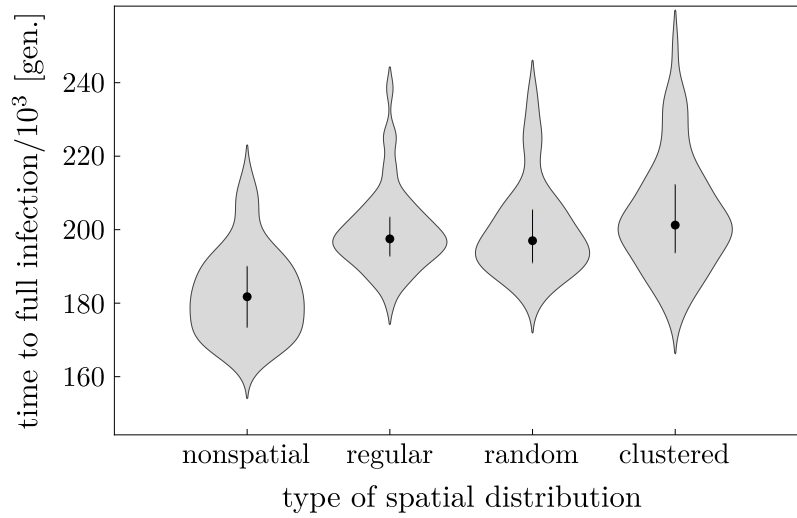 time to full infection/10³ [gen.]
240
220
200
180
160
nonspatial regular random clustered
type of spatial distribution